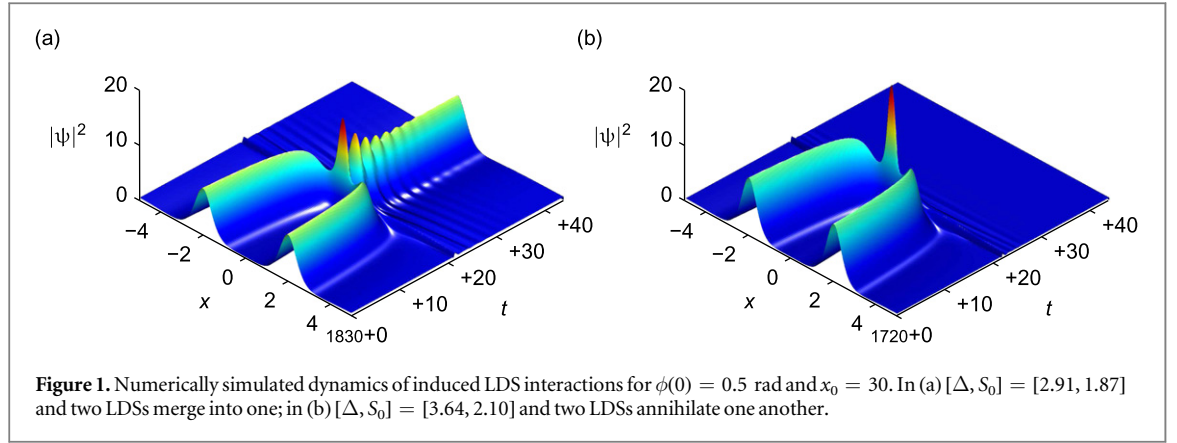 (a)
(b)
20
10
0
|ψ|²
−4
−2
0
2
4
x
1830+0
+10
+20
+30
+40
t
20
10
0
|ψ|²
−4
−2
0
2
4
x
1720+0
+10
+20
+30
+40
t
Figure 1. Numerically simulated dynamics of induced LDS interactions for ϕ(0) = 0.5 rad and x₀ = 30. In (a) [Δ, S₀] = [2.91, 1.87]
and two LDSs merge into one; in (b) [Δ, S₀] = [3.64, 2.10] and two LDSs annihilate one another.